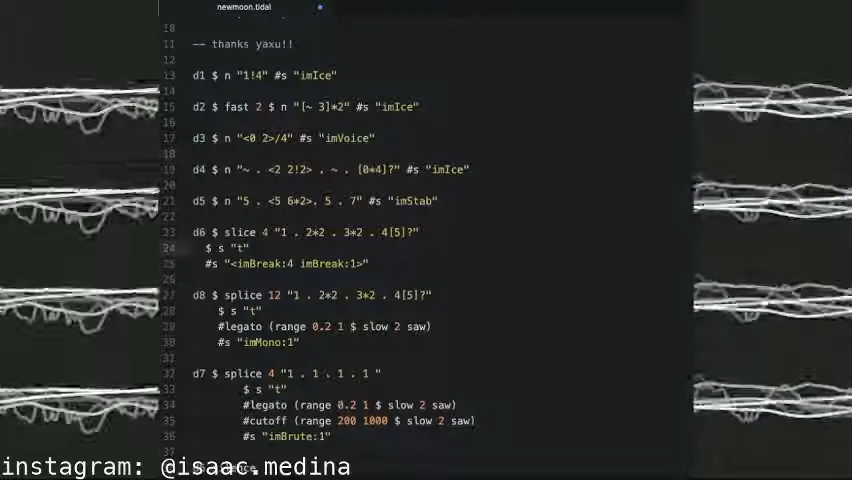 newmoon.tidal
10
11 -- thanks yaxu!!
12
13 d1 $ n "1!4" #s "imIce"
14
15 d2 $ fast 2 $ n "[~ 3]*2" #s "imIce"
16
17 d3 $ n "<0 2>/4" #s "imVoice"
18
19 d4 $ n "~ . <2 2!2> . ~ . [0*4]?" #s "imIce"
20
21 d5 $ n "5 . <5 6*2>. 5 . 7" #s "imStab"
22
23 d6 $ slice 4 "1 . 2*2 . 3*2 . 4[5]?"
24 $ s "t"
25 #s "<imBreak:4 imBreak:1>"
26
27 d8 $ splice 12 "1 . 2*2 . 3*2 . 4[5]?"
28 $ s "t"
29 #legato (range 0.2 1 $ slow 2 saw)
30 #s "imMono:1"
31
32 d7 $ splice 4 "1 . 1 . 1 . 1 "
33 $ s "t"
34 #legato (range 0.2 1 $ slow 2 saw)
35 #cutoff (range 200 1000 $ slow 2 saw)
36 #s "imBrute:1"
37
instagram: @isaac.medina